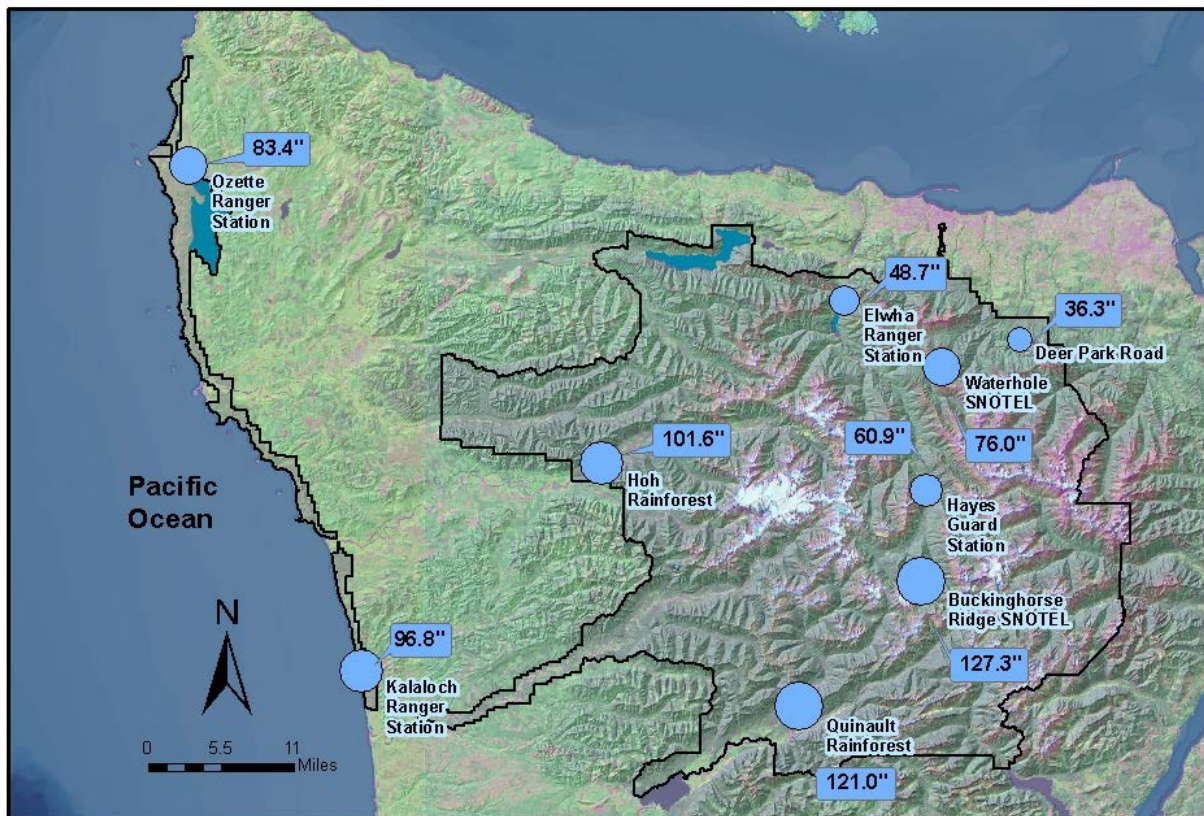 83.4"
Ozette
Ranger
Station
48.7"
Elwha
Ranger
Station
36.3"
Deer Park Road
Waterhole
SNOTEL
76.0"
101.6"
Hoh
Rainforest
60.9"
Hayes
Guard
Station
Pacific
Ocean
Buckinghorse
Ridge SNOTEL
127.3"
N
96.8"
Kalaloch
Ranger
Station
Quinault
Rainforest
121.0"
0 5.5 11
Miles